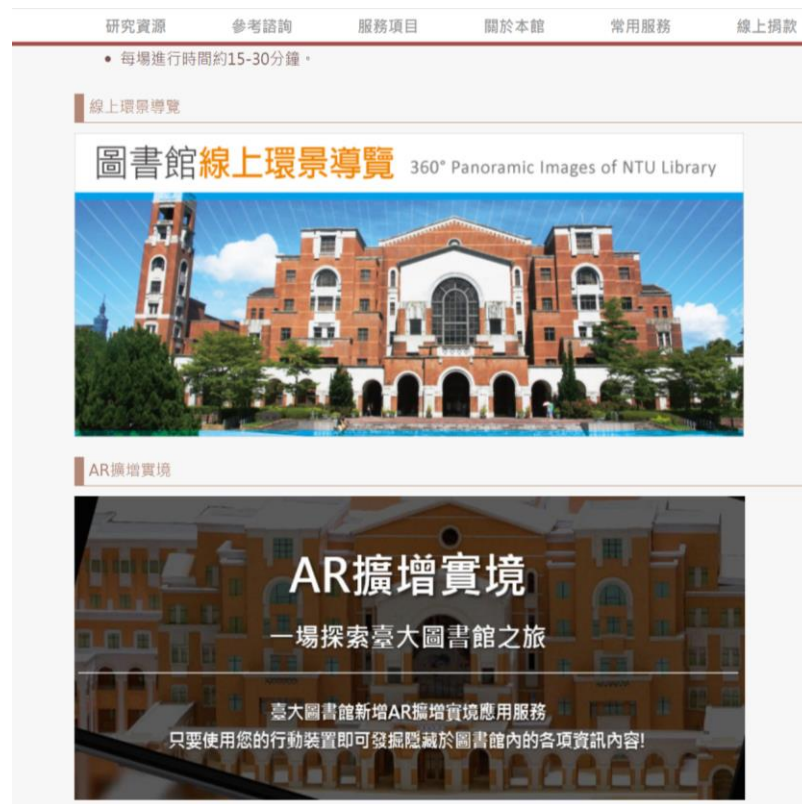 研究資源 參考諮詢 服務項目 關於本館 常用服務 線上捐款
• 每場進行時間約15-30分鐘。
線上環景導覽
圖書館線上環景導覽 360° Panoramic Images of NTU Library
AR擴增實境
AR擴增實境
一場探索臺大圖書館之旅
臺大圖書館新增AR擴增實境應用服務
只要使用您的行動裝置即可發掘隱藏於圖書館內的各項資訊內容!